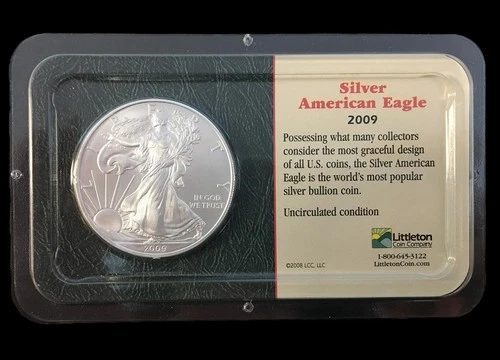 LIBERTY
IN GOD
WE TRUST
2009
Silver
American Eagle
2009
Possessing what many collectors
consider the most graceful design
of all U.S. coins, the Silver American
Eagle is the world's most popular
silver bullion coin.
Uncirculated condition
Littleton
Coin Company
©2008 LCC, LLC
1-800-645-3122
LittletonCoin.com